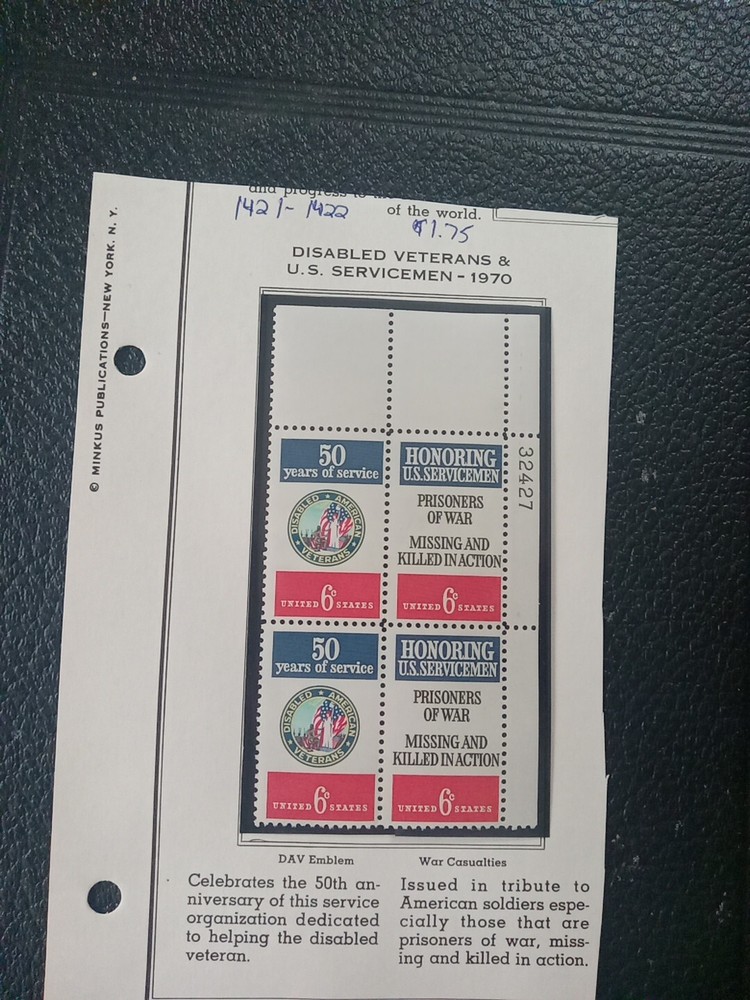 and progress to
1421-1422
of the world.
$1.75
© MINKUS PUBLICATIONS—NEW YORK. N. Y.
DISABLED VETERANS &
U.S. SERVICEMEN - 1970
50
years of service
DISABLED ★ AMERICAN ★ VETERANS
UNITED 6c STATES
HONORING
U.S. SERVICEMEN
PRISONERS
OF WAR
MISSING AND
KILLED IN ACTION
UNITED 6c STATES
32427
50
years of service
DISABLED ★ AMERICAN ★ VETERANS
UNITED 6c STATES
HONORING
U.S. SERVICEMEN
PRISONERS
OF WAR
MISSING AND
KILLED IN ACTION
UNITED 6c STATES
DAV Emblem
Celebrates the 50th an-
niversary of this service
organization dedicated
to helping the disabled
veteran.
War Casualties
Issued in tribute to
American soldiers espe-
cially those that are
prisoners of war, miss-
ing and killed in action.